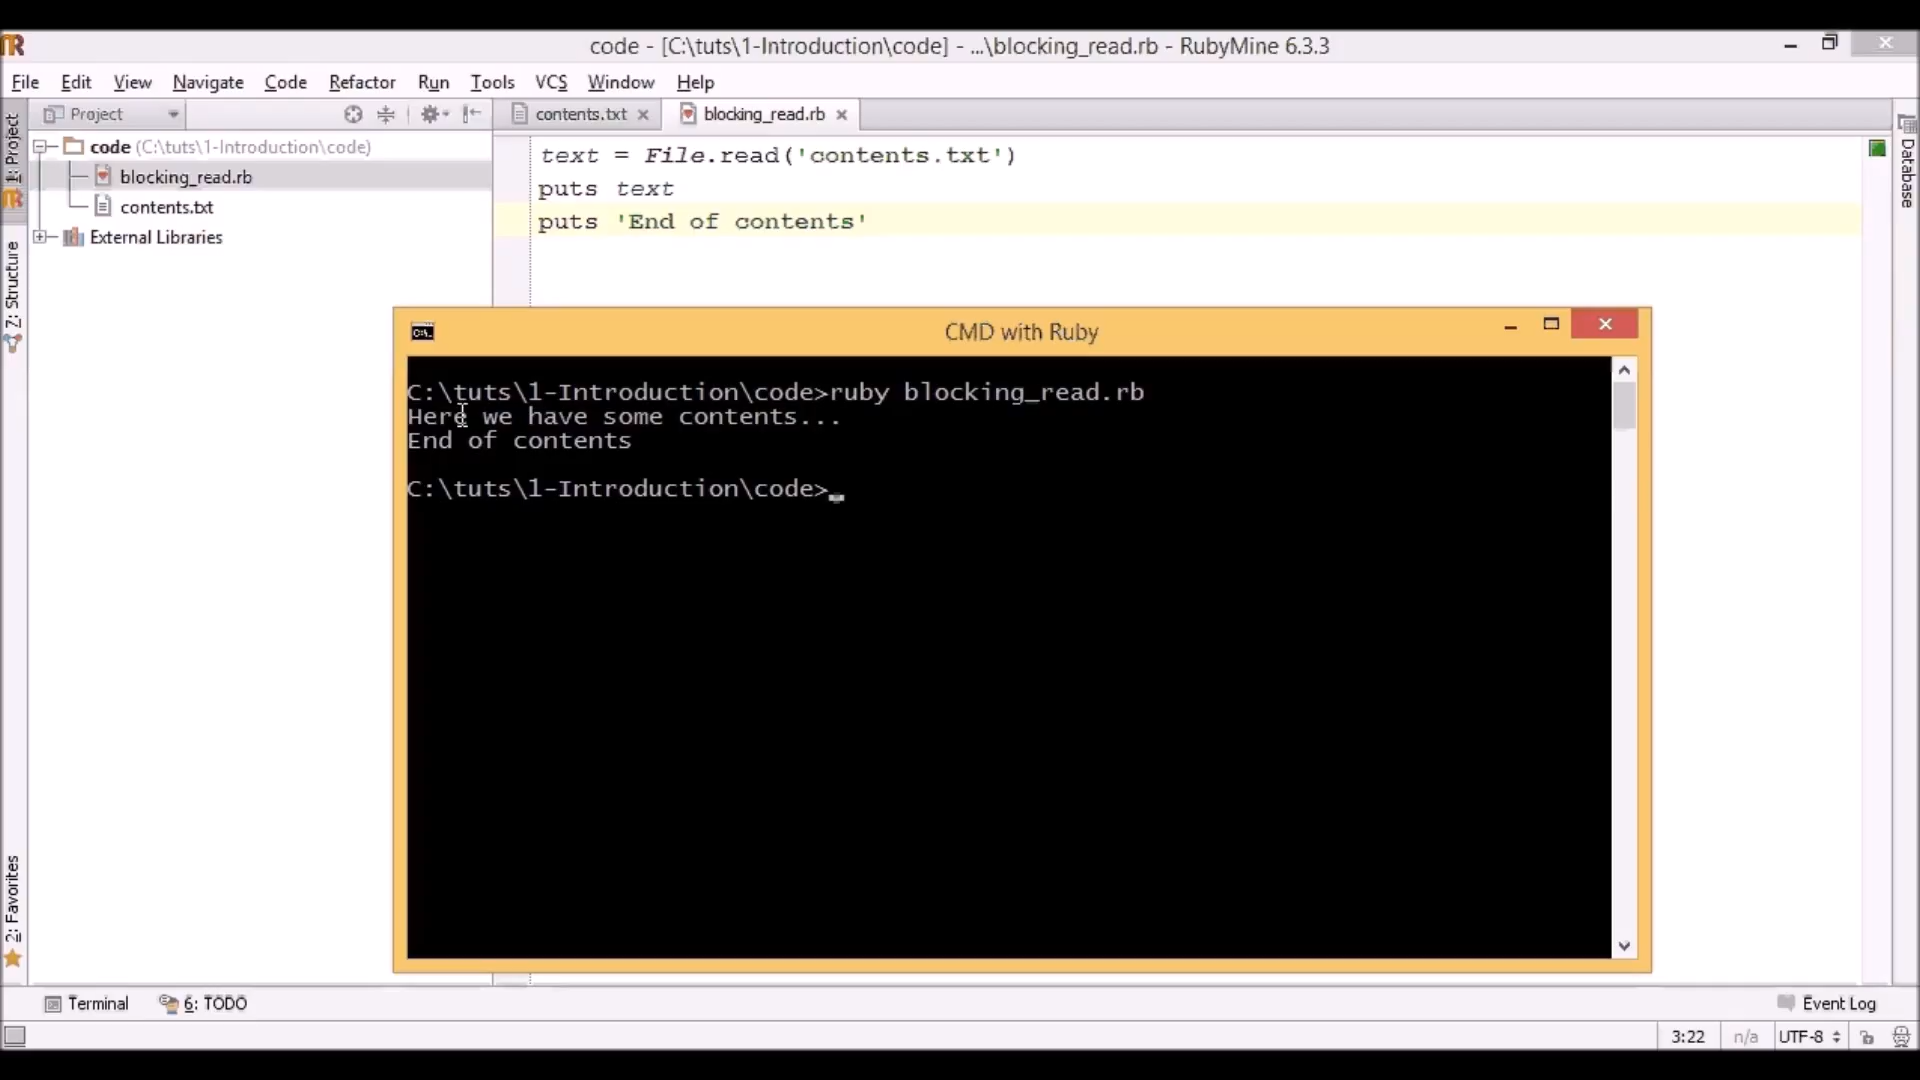 code - [C:\tuts\1-Introduction\code] - ...\blocking_read.rb - RubyMine 6.3.3
File Edit View Navigate Code Refactor Run Tools VCS Window Help
Project
contents.txt
blocking_read.rb
1: Project
Z: Structure
2: Favorites
Database
code (C:\tuts\1-Introduction\code)
blocking_read.rb
contents.txt
External Libraries
text = File.read('contents.txt')
puts text
puts 'End of contents'
CMD with Ruby
C:\tuts\1-Introduction\code>ruby blocking_read.rb
Here we have some contents...
End of contents
C:\tuts\1-Introduction\code>
Terminal
6: TODO
Event Log
3:22
n/a
UTF-8